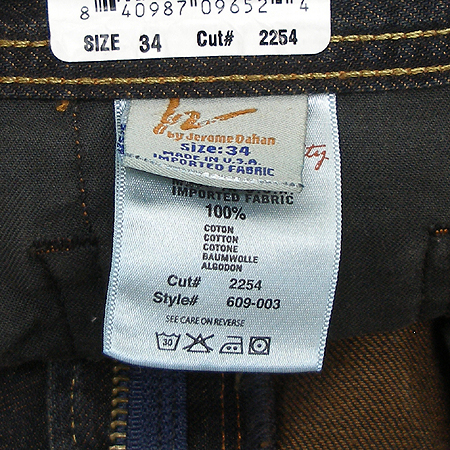 8 40987 09652 4
SIZE 34 Cut# 2254
by Jerome Dahan
size: 34
MADE IN U.S.A.
IMPORTED FABRIC
IMPORTED FABRIC
100%
COTON
COTTON
COTONE
BAUMWOLLE
ALGODON
Cut# 2254
Style# 609-003
SEE CARE ON REVERSE
30